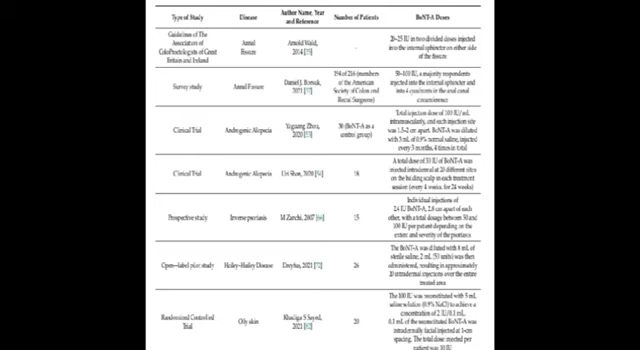 Type of Study
Disease
Author Name, Year
and Reference
Number of Patients
BoNT-A Doses
Guidelines of The
Association of
ColoProctologists of Great
Britain and Ireland
Anal
Fissure
Arnold Wald,
2014
-
20–25 IU in two divided doses injected
into the internal sphincter on either side
of the fissure
Survey study
Anal Fissure
Daniel J. Borsuk,
2021
(members
of the American
Society of Colon and
Rectal Surgeons)
50–100 IU, a majority respondents
injected into the internal sphincter and
into 4 quadrants in the anal canal
circumference
Clinical Trial
Androgenic Alopecia
Yuguang Zhou,
2020
30 (BoNT-A as a
control group)
Total injection dose of 100 IU/mL
intramuscularly, and each injection site
was 1.5–2 cm apart. BoNT-A was diluted
with 5 mL of 0.9% normal saline, injected
every 3 months, 4 times in total
Clinical Trial
Androgenic Alopecia
Uri Shon, 2020
18
A total dose of 30 IU of BoNT-A was
injected intradermal at 20 different sites
on the balding scalp in each treatment
session (every 4 weeks, for 24 weeks)
Prospective study
Inverse psoriasis
M Zanchi, 2007
15
Individual injections of
2.4 IU BoNT-A, 2.8 cm apart of each
other, with a total dosage between 50 and
100 IU per patient depending on the
extent and severity of the psoriasis
Open–label pilot study
Hailey–Hailey Disease
Dreyfus, 2021
26
The BoNT-A was diluted with 8 mL of
sterile saline, 2 mL (50 units) was then
administered, resulting in approximately
20 intradermal injections over the entire
treated area
Randomized Controlled
Trial
Oily skin
Khadiga S Sayed,
2021
20
The 100 IU was reconstituted with 5 mL
saline solution (0.9% NaCl) to achieve a
concentration of 2 IU/0.1 mL.
0.1 mL of the reconstituted BoNT-A was
intradermally facial injected at 1-cm
spacing. The total dose injected per
patient was